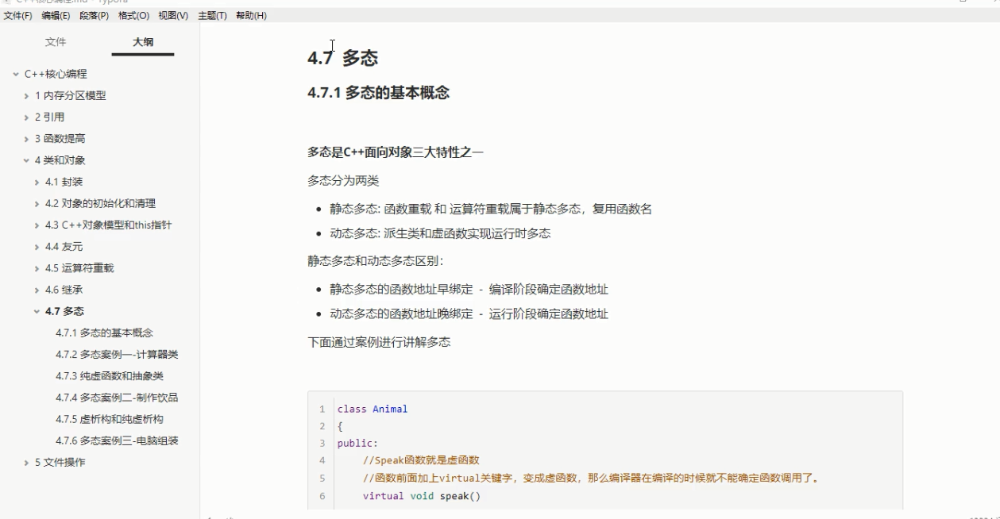 C++核心编程.md - Typora
文件(F) 编辑(E) 段落(P) 格式(O) 视图(V) 主题(T) 帮助(H)
文件 大纲
C++核心编程
1 内存分区模型
2 引用
3 函数提高
4 类和对象
4.1 封装
4.2 对象的初始化和清理
4.3 C++对象模型和this指针
4.4 友元
4.5 运算符重载
4.6 继承
4.7 多态
4.7.1 多态的基本概念
4.7.2 多态案例一-计算器类
4.7.3 纯虚函数和抽象类
4.7.4 多态案例二-制作饮品
4.7.5 虚析构和纯虚析构
4.7.6 多态案例三-电脑组装
5 文件操作
4.7 多态
4.7.1 多态的基本概念
多态是C++面向对象三大特性之一
多态分为两类
• 静态多态: 函数重载 和 运算符重载属于静态多态，复用函数名
• 动态多态: 派生类和虚函数实现运行时多态
静态多态和动态多态区别：
• 静态多态的函数地址早绑定 - 编译阶段确定函数地址
• 动态多态的函数地址晚绑定 - 运行阶段确定函数地址
下面通过案例进行讲解多态
1 class Animal
2 {
3 public:
4 //Speak函数就是虚函数
5 //函数前面加上virtual关键字，变成虚函数，那么编译器在编译的时候就不能确定函数调用了。
6 virtual void speak()